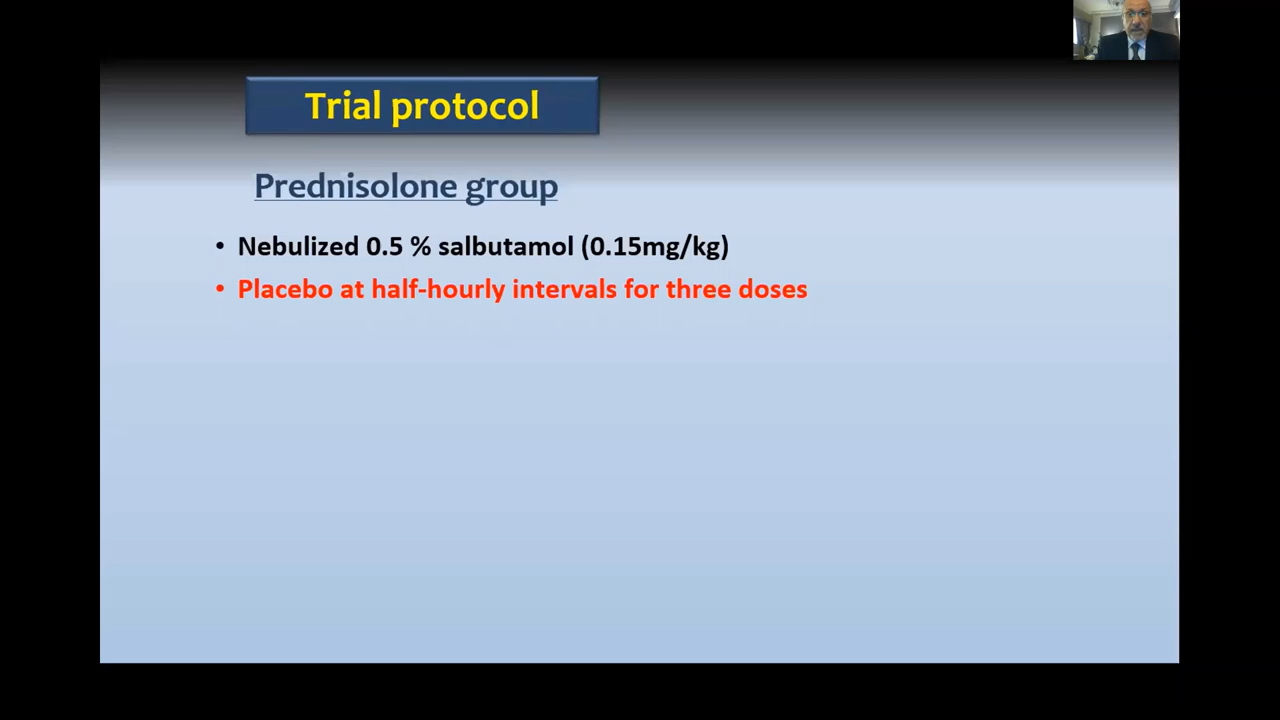 Trial protocol
Prednisolone group
• Nebulized 0.5 % salbutamol (0.15mg/kg)
• Placebo at half-hourly intervals for three doses